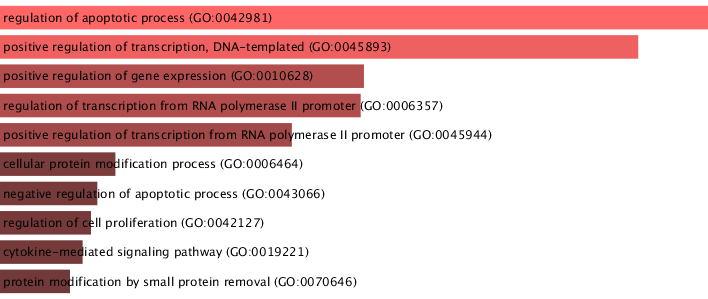 regulation of apoptotic process (GO:0042981)
positive regulation of transcription, DNA-templated (GO:0045893)
positive regulation of gene expression (GO:0010628)
regulation of transcription from RNA polymerase II promoter (GO:0006357)
positive regulation of transcription from RNA polymerase II promoter (GO:0045944)
cellular protein modification process (GO:0006464)
negative regulation of apoptotic process (GO:0043066)
regulation of cell proliferation (GO:0042127)
cytokine-mediated signaling pathway (GO:0019221)
protein modification by small protein removal (GO:0070646)